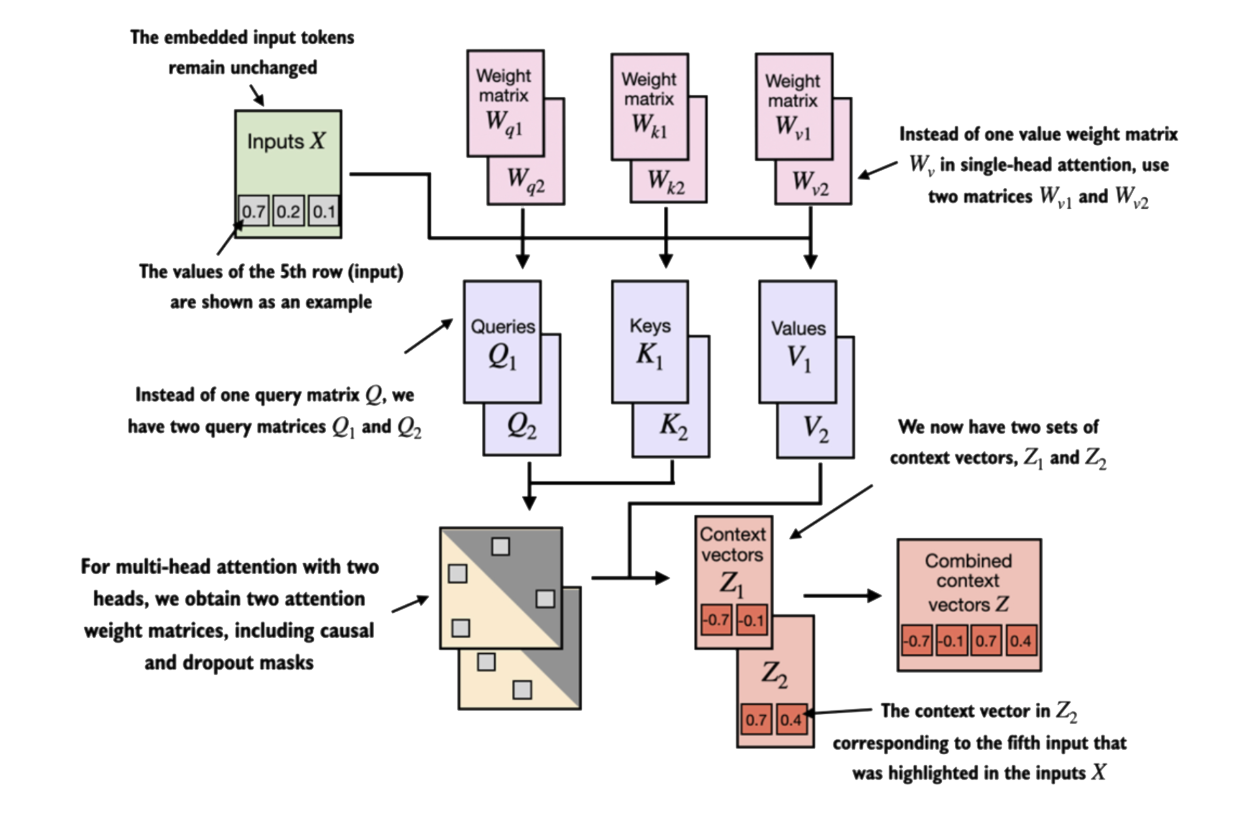 The embedded input tokens
remain unchanged
Inputs X
0.7 0.2 0.1
The values of the 5th row (input)
are shown as an example
Weight
matrix
Wq1
Wq2
Weight
matrix
Wk1
Wk2
Weight
matrix
Wv1
Wv2
Instead of one value weight matrix
Wv in single-head attention, use
two matrices Wv1 and Wv2
Queries
Q1
Q2
Keys
K1
K2
Values
V1
V2
Instead of one query matrix Q, we
have two query matrices Q1 and Q2
We now have two sets of
context vectors, Z1 and Z2
For multi-head attention with two
heads, we obtain two attention
weight matrices, including causal
and dropout masks
Context
vectors
Z1
-0.7 -0.1
Z2
0.7 0.4
Combined
context
vectors Z
-0.7 -0.1 0.7 0.4
The context vector in Z2
corresponding to the fifth input that
was highlighted in the inputs X